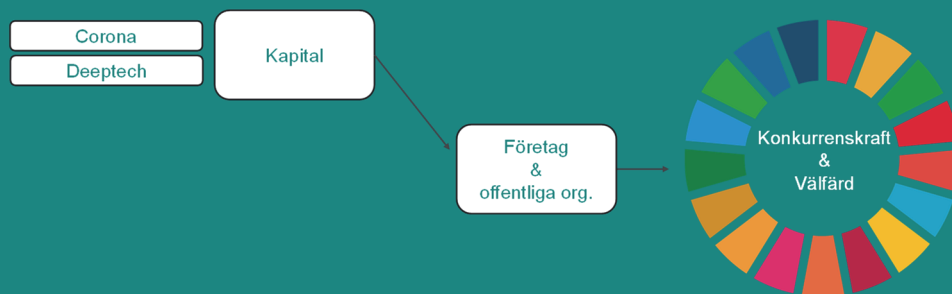 Corona
Deeptech
Kapital
Företag
&
offentliga org.
Konkurrenskraft
&
Välfärd